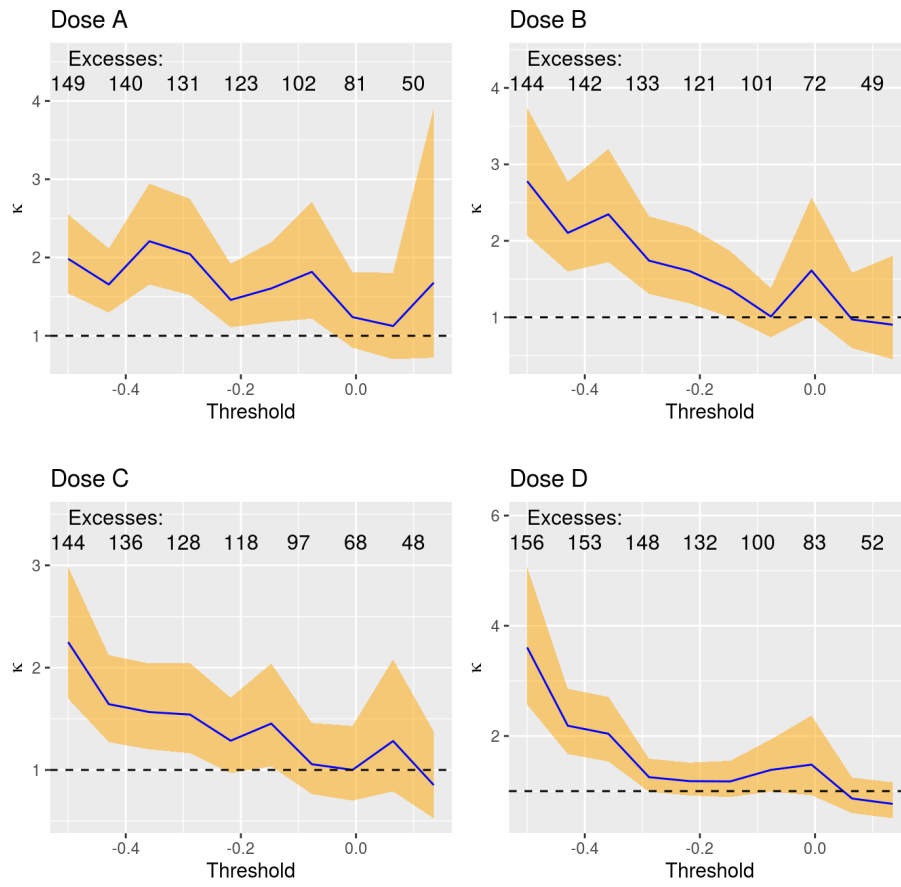 Dose A
Excesses:
149 140 131 123 102 81 50
4
3
2
1
κ
-0.4 -0.2 0.0
Threshold
Dose B
Excesses:
144 142 133 121 101 72 49
4
3
2
1
κ
-0.4 -0.2 0.0
Threshold
Dose C
Excesses:
144 136 128 118 97 68 48
3
2
1
κ
-0.4 -0.2 0.0
Threshold
Dose D
Excesses:
156 153 148 132 100 83 52
6
4
2
κ
-0.4 -0.2 0.0
Threshold